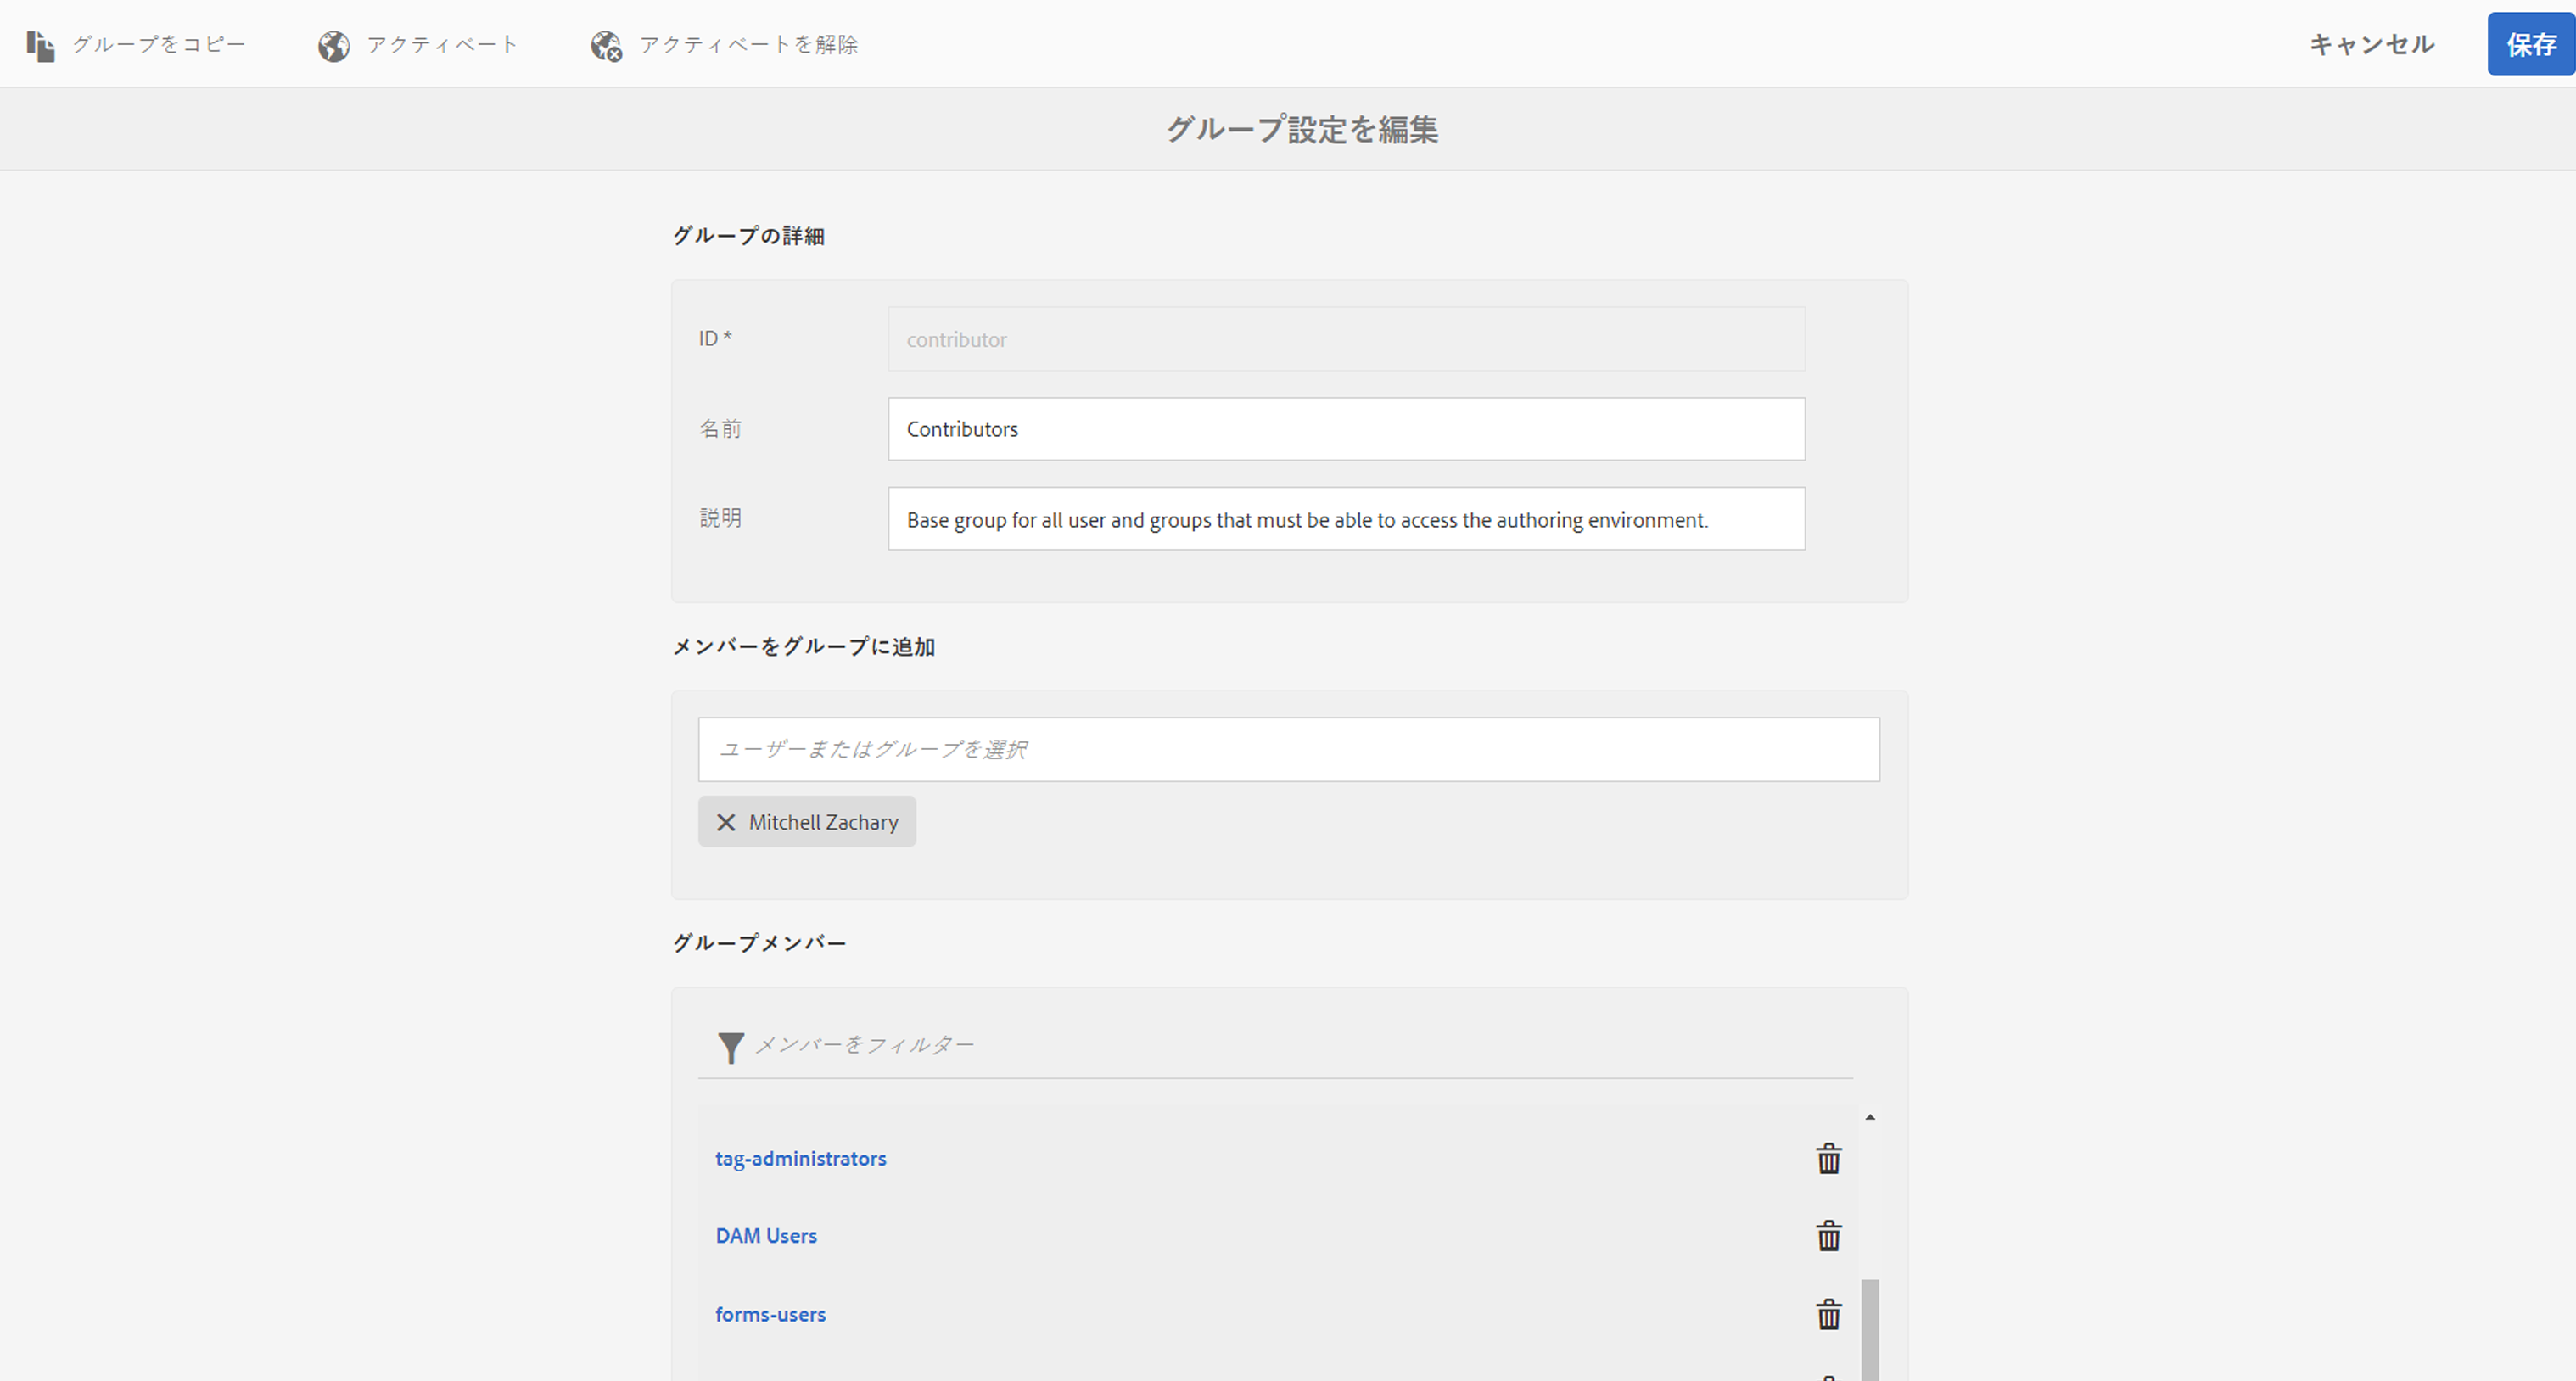 グループをコピー
アクティベート
アクティベートを解除
キャンセル
保存
グループ設定を編集
グループの詳細
ID *
contributor
名前
Contributors
説明
Base group for all user and groups that must be able to access the authoring environment.
メンバーをグループに追加
ユーザーまたはグループを選択
Mitchell Zachary
グループメンバー
メンバーをフィルター
tag-administrators
DAM Users
forms-users